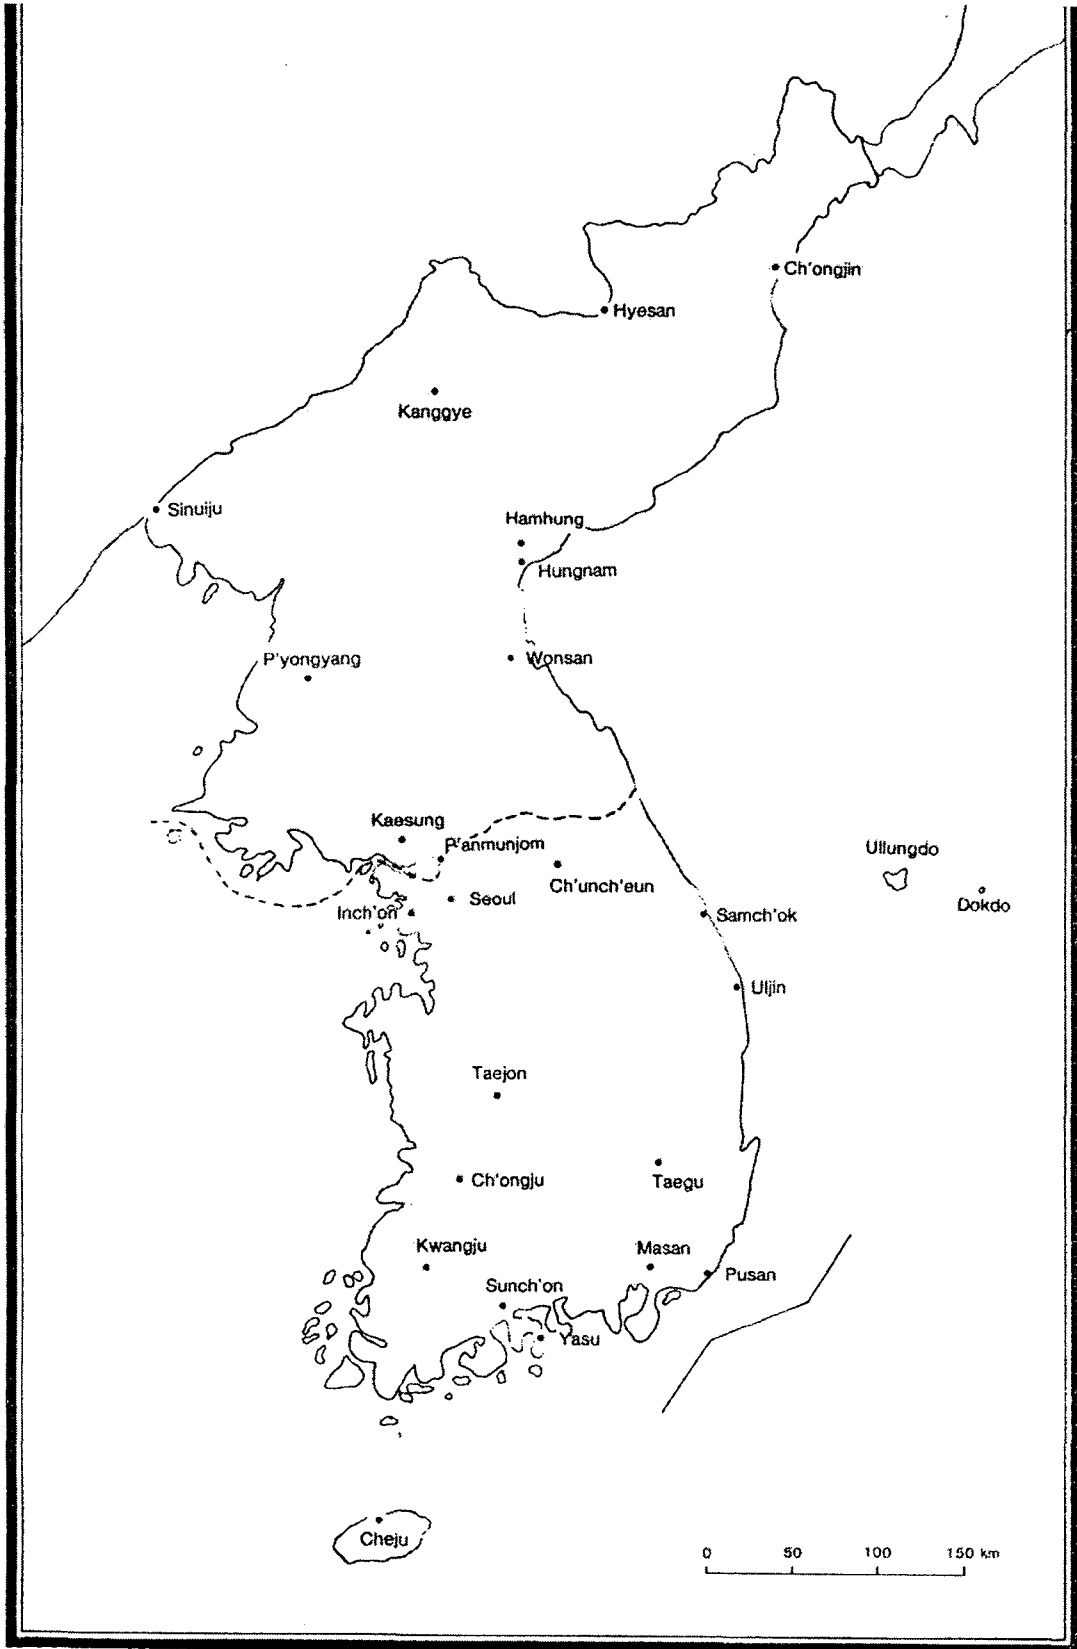 Ch'ongjin
Hyesan
Kanggye
Sinuiju
Hamhung
Hungnam
P'yongyang
Wonsan
Kaesung
P'anmunjom
Ullungdo
Ch'unch'eun
Seoul
Dokdo
Inch'on
Samch'ok
Uljin
Taejon
Ch'ongju
Taegu
Kwangju
Masan
Pusan
Sunch'on
Yasu
Cheju
0 50 100 150 km